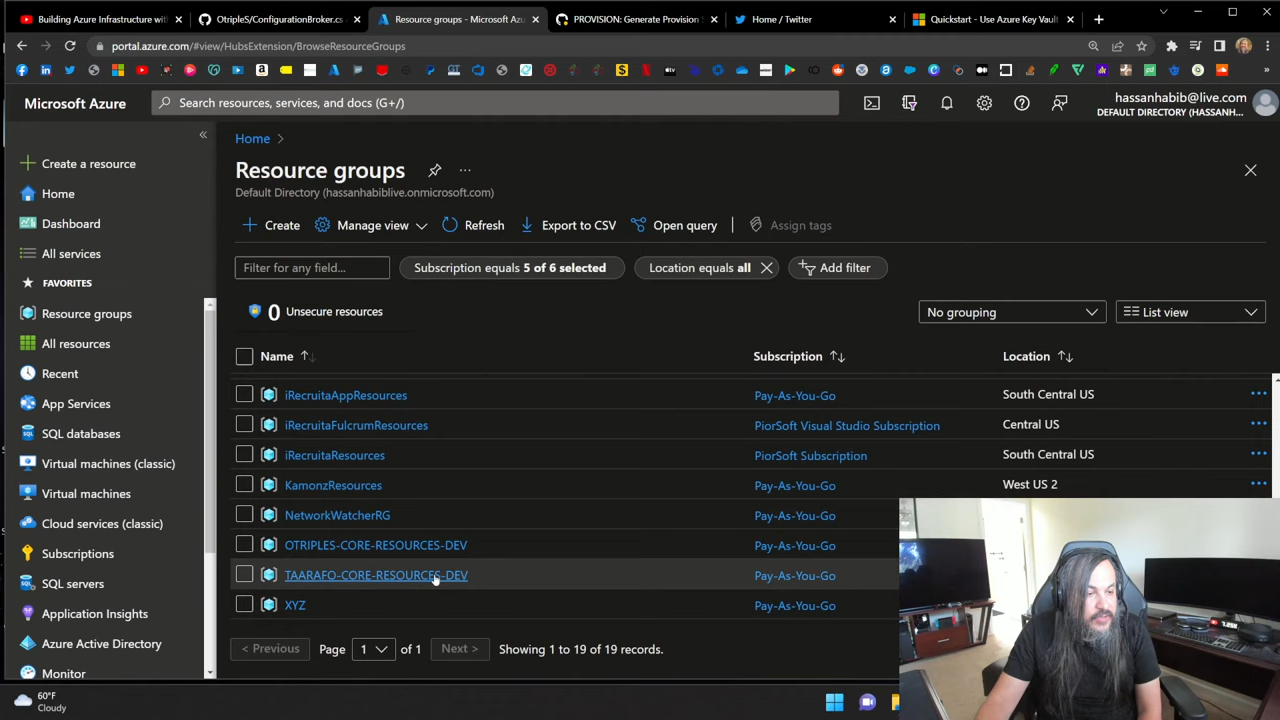 Building Azure Infrastructure with
OtripleS/ConfigurationBroker.cs
Resource groups - Microsoft Azu
PROVISION: Generate Provision S
Home / Twitter
Quickstart - Use Azure Key Vault
portal.azure.com/#view/HubsExtension/BrowseResourceGroups
Microsoft Azure
Search resources, services, and docs (G+/)
hassanhabib@live.com
DEFAULT DIRECTORY (HASSANH...
Create a resource
Home
Dashboard
All services
FAVORITES
Resource groups
All resources
Recent
App Services
SQL databases
Virtual machines (classic)
Virtual machines
Cloud services (classic)
Subscriptions
SQL servers
Application Insights
Azure Active Directory
Monitor
Home >
Resource groups
Default Directory (hassanhabiblive.onmicrosoft.com)
Create Manage view Refresh Export to CSV Open query Assign tags
Filter for any field...
Subscription equals 5 of 6 selected
Location equals all
Add filter
0 Unsecure resources
No grouping
List view
Name Subscription Location
iRecruitaAppResources Pay-As-You-Go South Central US
iRecruitaFulcrumResources PiorSoft Visual Studio Subscription Central US
iRecruitaResources PiorSoft Subscription South Central US
KamonzResources Pay-As-You-Go West US 2
NetworkWatcherRG Pay-As-You-Go
OTRIPLES-CORE-RESOURCES-DEV Pay-As-You-Go
TAARAFO-CORE-RESOURCES-DEV Pay-As-You-Go
XYZ Pay-As-You-Go
< Previous Page 1 of 1 Next > Showing 1 to 19 of 19 records.
60°F
Cloudy